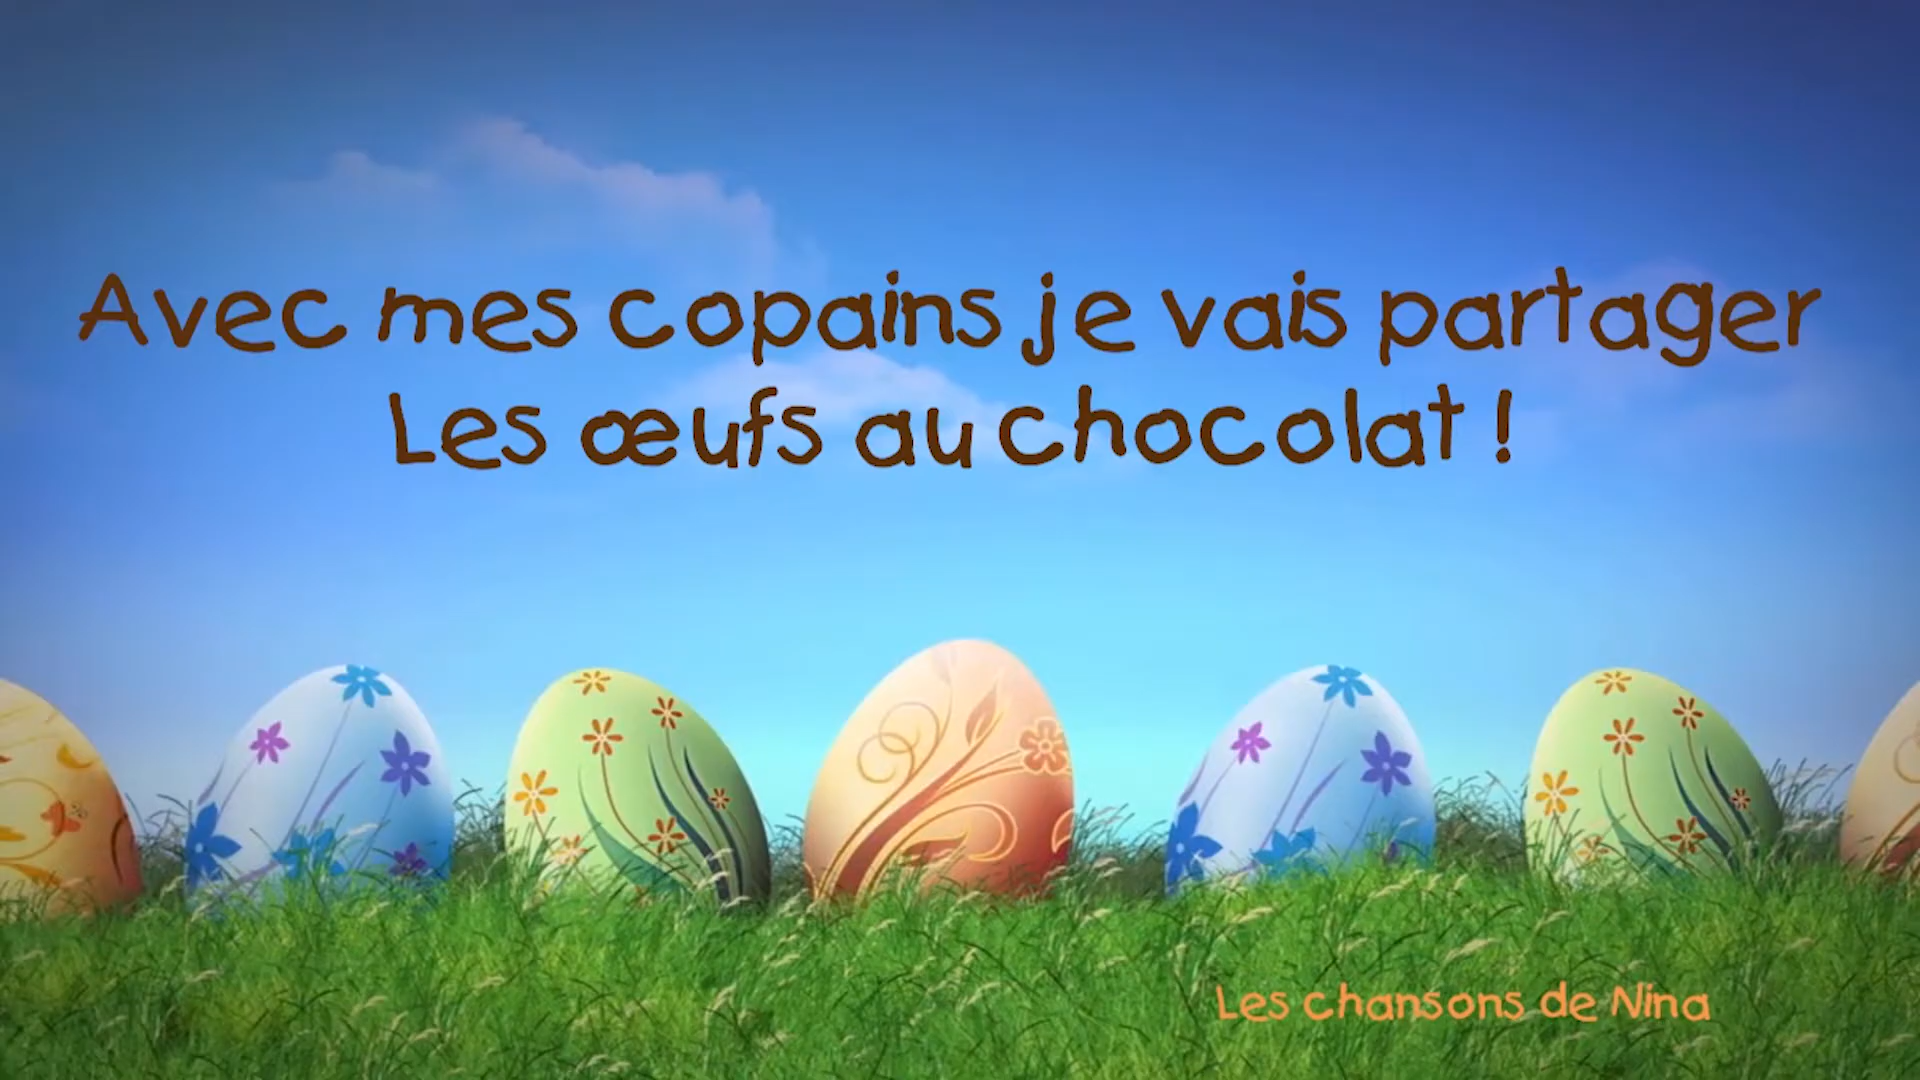 Avec mes copains je vais partager
Les œufs au chocolat !
Les chansons de Nina